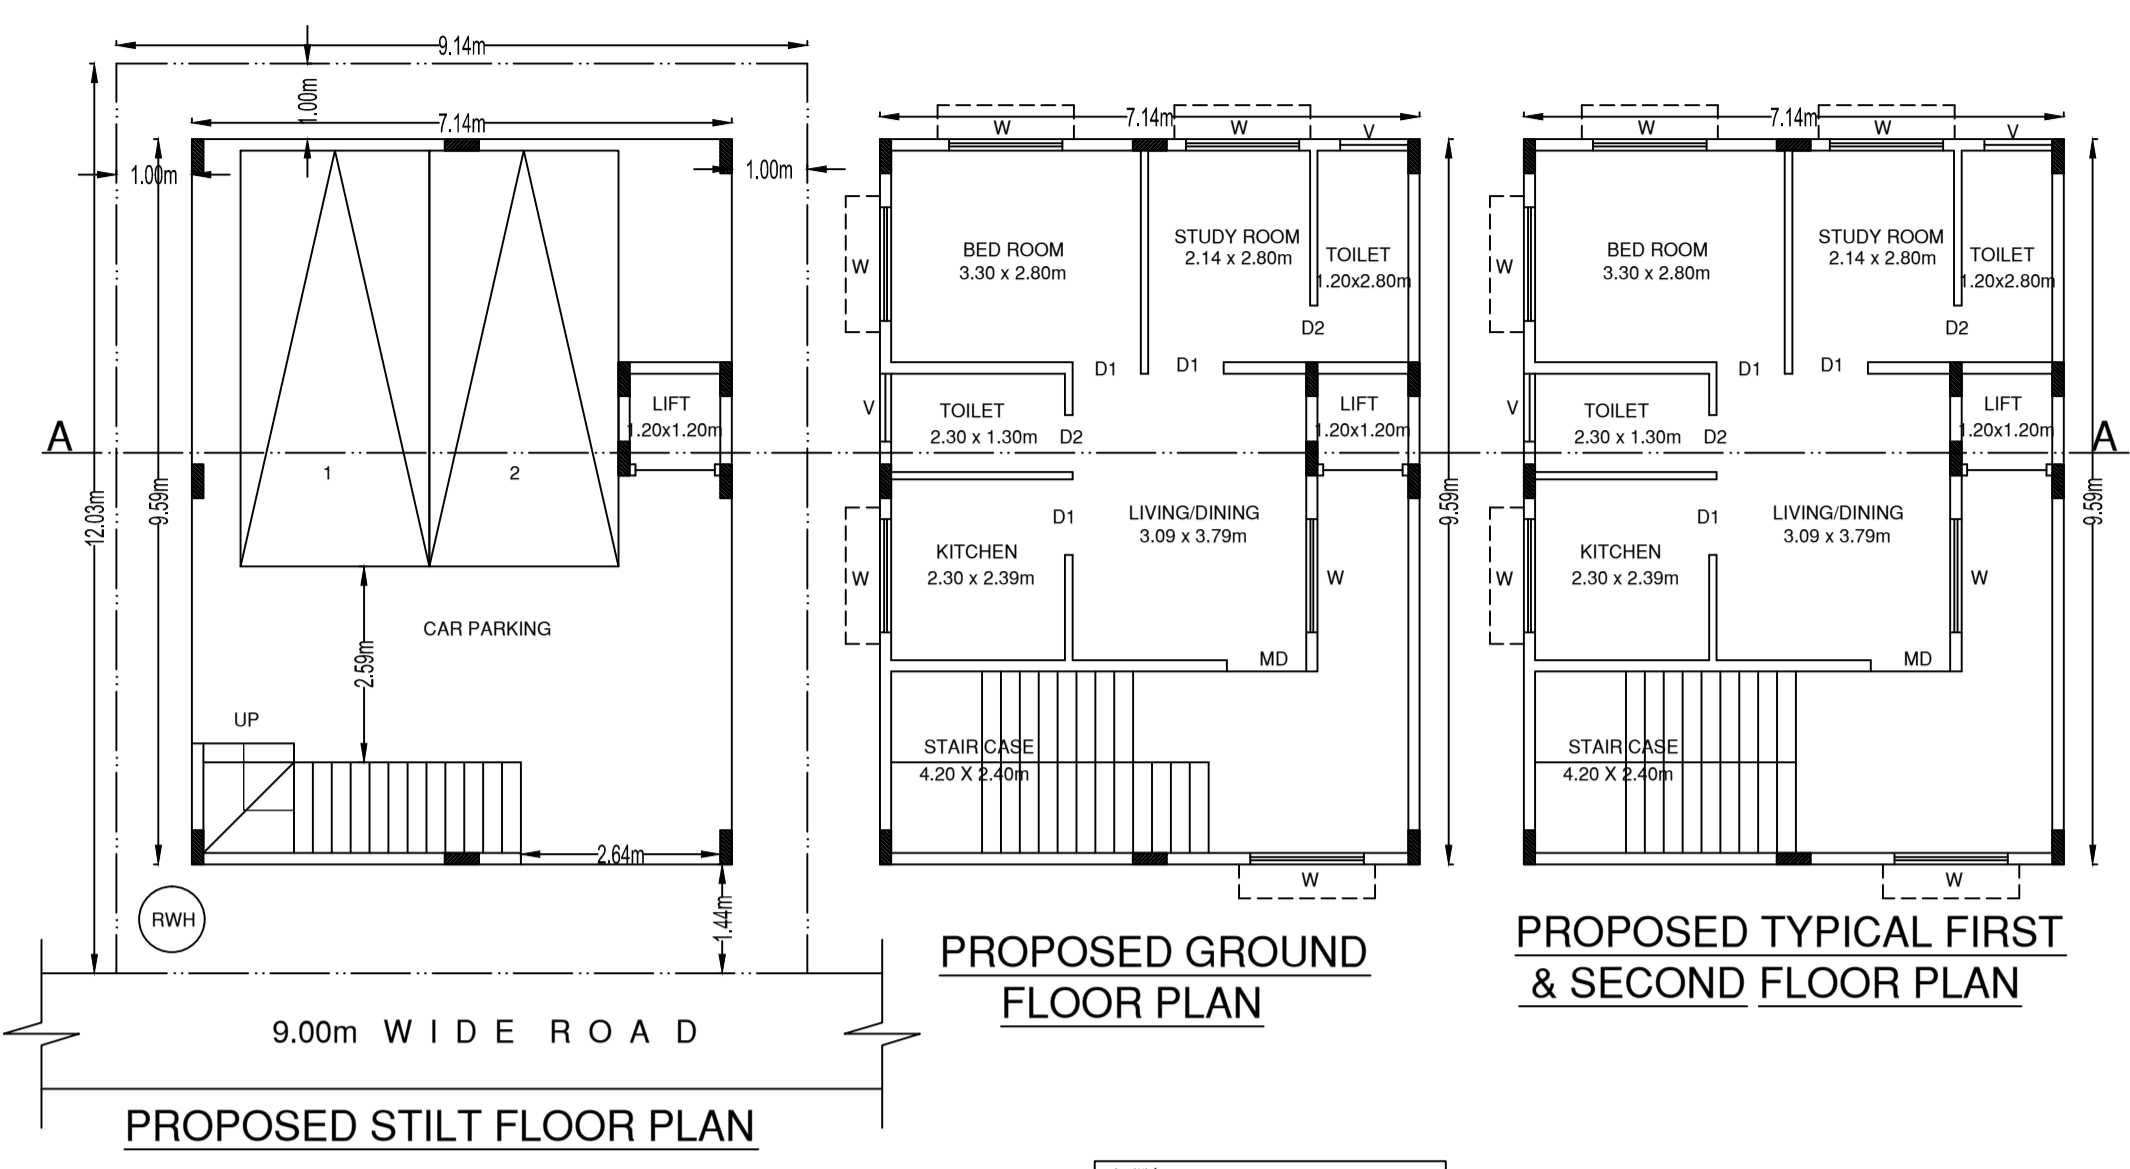 9.14m
1.00m
7.14m
1.00m
1.00m
12.03m
9.59m
LIFT
1.20x1.20m
A
1
2
CAR PARKING
2.59m
UP
2.64m
1.44m
RWH
9.00m W I D E R O A D
PROPOSED STILT FLOOR PLAN
7.14m
W
W
V
W
BED ROOM
3.30 x 2.80m
STUDY ROOM
2.14 x 2.80m
TOILET
1.20x2.80m
D2
D1
D1
V
TOILET
2.30 x 1.30m
D2
LIFT
1.20x1.20m
9.59m
D1
LIVING/DINING
3.09 x 3.79m
W
KITCHEN
2.30 x 2.39m
W
MD
STAIR CASE
4.20 X 2.40m
W
PROPOSED GROUND
FLOOR PLAN
7.14m
W
W
V
W
BED ROOM
3.30 x 2.80m
STUDY ROOM
2.14 x 2.80m
TOILET
1.20x2.80m
D2
D1
D1
V
TOILET
2.30 x 1.30m
D2
LIFT
1.20x1.20m
A
9.59m
D1
LIVING/DINING
3.09 x 3.79m
W
KITCHEN
2.30 x 2.39m
W
MD
STAIR CASE
4.20 X 2.40m
W
PROPOSED TYPICAL FIRST
& SECOND FLOOR PLAN